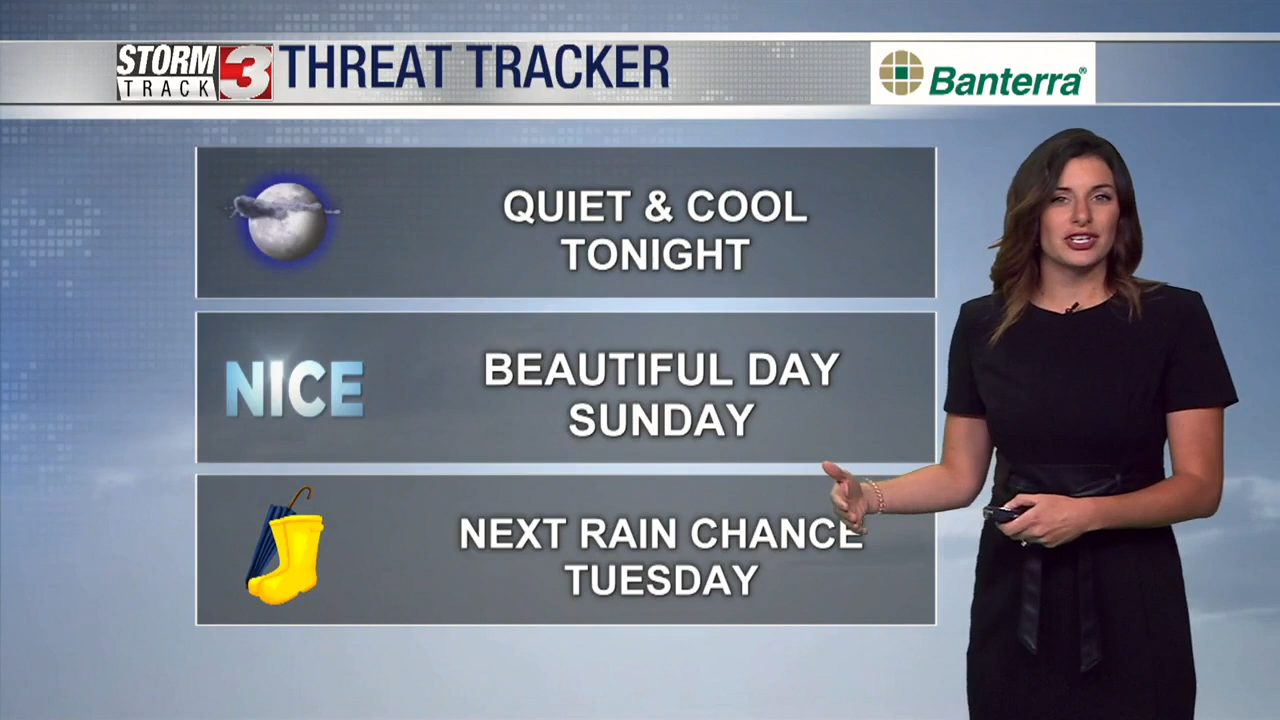 STORM
TRACK
3
THREAT TRACKER
Banterra®
QUIET & COOL
TONIGHT
NICE
BEAUTIFUL DAY
SUNDAY
NEXT RAIN CHANCE
TUESDAY